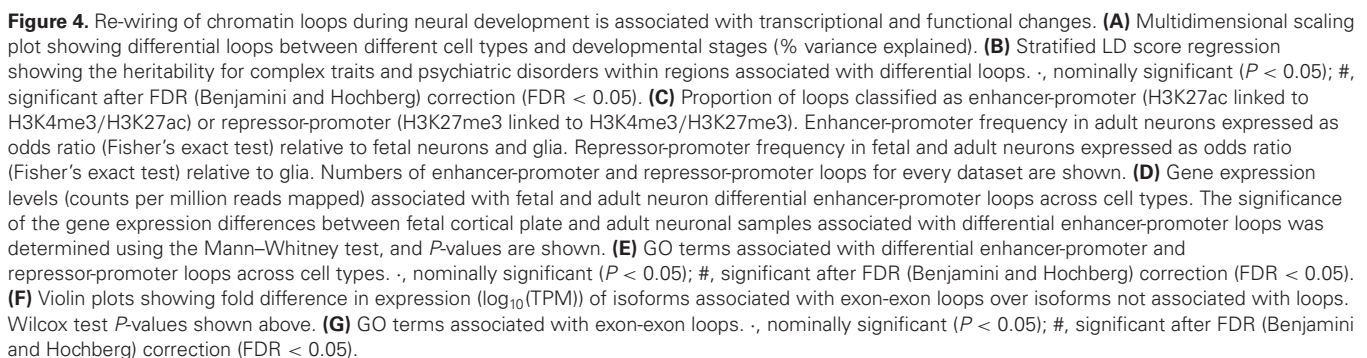 Figure 4. Re-wiring of chromatin loops during neural development is associated with transcriptional and functional changes. (A) Multidimensional scaling
plot showing differential loops between different cell types and developmental stages (% variance explained). (B) Stratified LD score regression
showing the heritability for complex traits and psychiatric disorders within regions associated with differential loops. ·, nominally significant (P < 0.05); #,
significant after FDR (Benjamini and Hochberg) correction (FDR < 0.05). (C) Proportion of loops classified as enhancer-promoter (H3K27ac linked to
H3K4me3/H3K27ac) or repressor-promoter (H3K27me3 linked to H3K4me3/H3K27me3). Enhancer-promoter frequency in adult neurons expressed as
odds ratio (Fisher's exact test) relative to fetal neurons and glia. Repressor-promoter frequency in fetal and adult neurons expressed as odds ratio
(Fisher's exact test) relative to glia. Numbers of enhancer-promoter and repressor-promoter loops for every dataset are shown. (D) Gene expression
levels (counts per million reads mapped) associated with fetal and adult neuron differential enhancer-promoter loops across cell types. The significance
of the gene expression differences between fetal cortical plate and adult neuronal samples associated with differential enhancer-promoter loops was
determined using the Mann–Whitney test, and P-values are shown. (E) GO terms associated with differential enhancer-promoter and
repressor-promoter loops across cell types. ·, nominally significant (P < 0.05); #, significant after FDR (Benjamini and Hochberg) correction (FDR < 0.05).
(F) Violin plots showing fold difference in expression (log10(TPM)) of isoforms associated with exon-exon loops over isoforms not associated with loops.
Wilcox test P-values shown above. (G) GO terms associated with exon-exon loops. ·, nominally significant (P < 0.05); #, significant after FDR (Benjamini
and Hochberg) correction (FDR < 0.05).